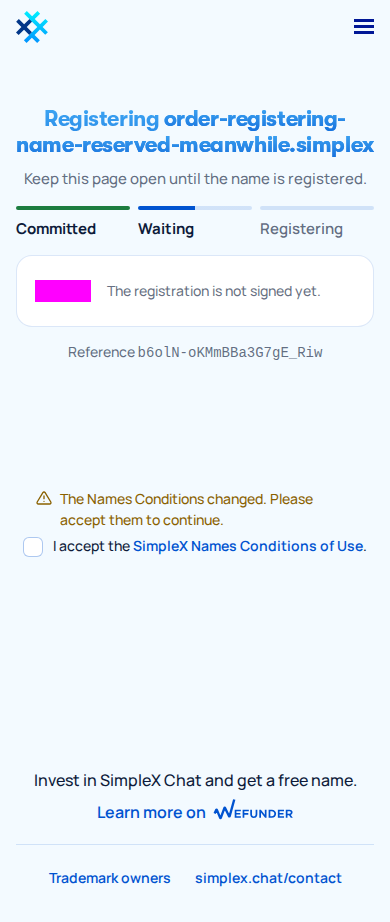 Registering order-registering-
name-reserved-meanwhile.simplex
Keep this page open until the name is registered.
Committed
Waiting
Registering
The registration is not signed yet.
Reference b6olN-oKMmBBa3G7gE_Riw
The Names Conditions changed. Please
accept them to continue.
I accept the SimpleX Names Conditions of Use.
Invest in SimpleX Chat and get a free name.
Learn more on WEFUNDER
Trademark owners
simplex.chat/contact